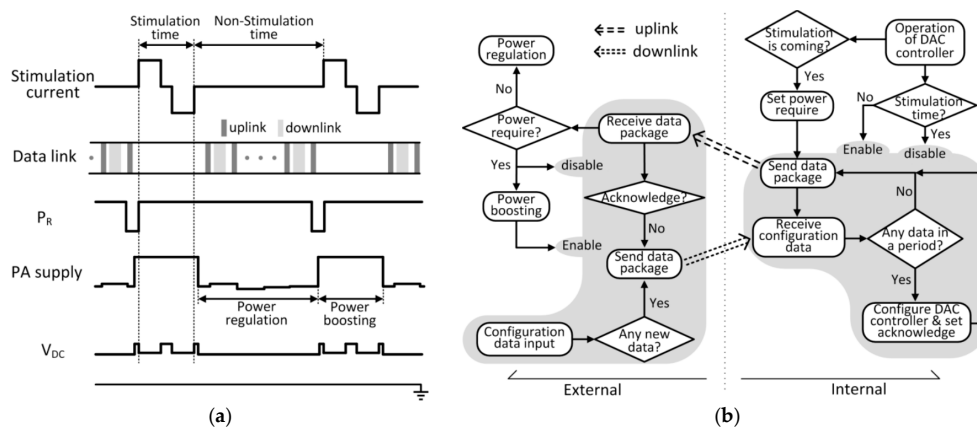 Stimulation
time
Non-Stimulation
time
Stimulation
current
uplink
downlink
Data link
PR
PA supply
Power
regulation
Power
boosting
VDC
(a)
Power
regulation
No
Power
require?
Yes
Power
boosting
disable
Enable
Receive data
package
Acknowledge?
No
Send data
package
Yes
Configuration
data input
Any new
data?
External
uplink
downlink
Stimulation
is coming?
Operation
of DAC
controller
Yes
Set power
require
No
Stimulation
time?
Yes
Enable
disable
Send data
package
No
Receive
configuration
data
Any data in
a period?
Yes
Configure DAC
controller & set
acknowledge
Internal
(b)